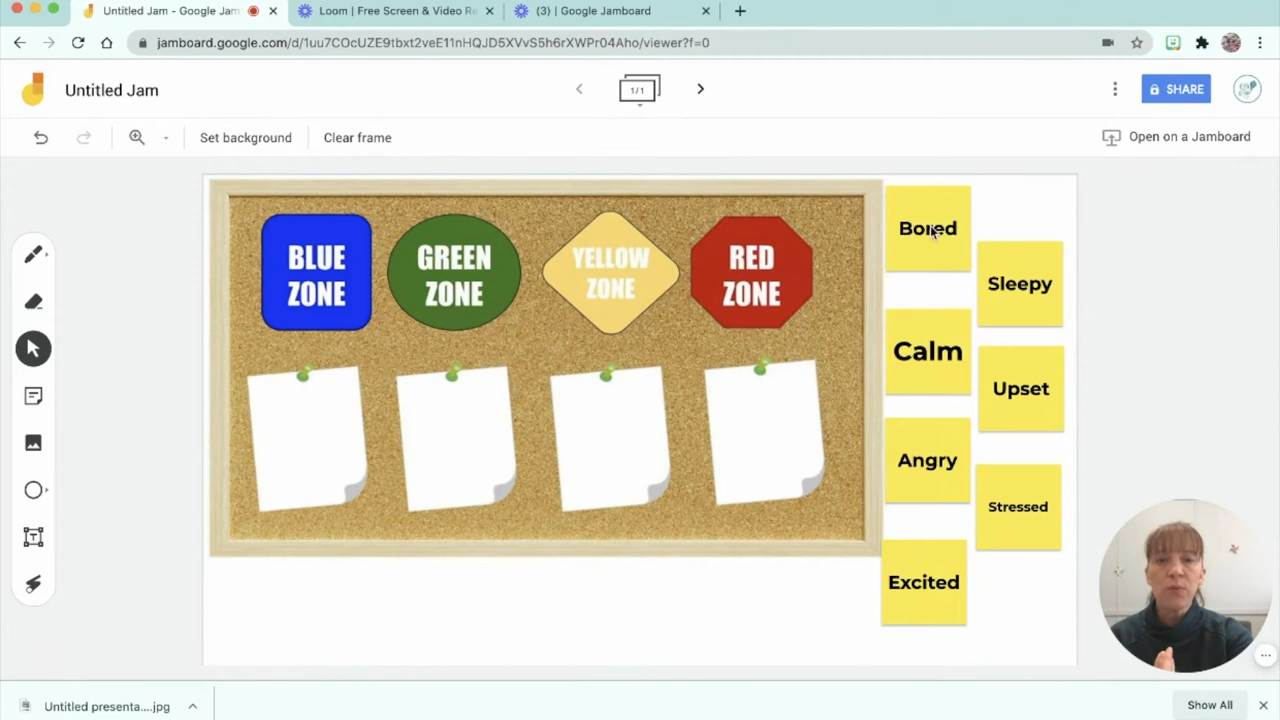 Untitled Jam - Google Jam
Loom | Free Screen & Video Re
(3) | Google Jamboard
jamboard.google.com/d/1uu7COcUZE9tbxt2veE11nHQJD5XVvS5h6rXWPr04Aho/viewer?f=0
Untitled Jam
1/1
SHARE
Set background
Clear frame
Open on a Jamboard
BLUE
ZONE
GREEN
ZONE
YELLOW
ZONE
RED
ZONE
Bored
Sleepy
Calm
Upset
Angry
Stressed
Excited
Untitled presenta....jpg
Show All